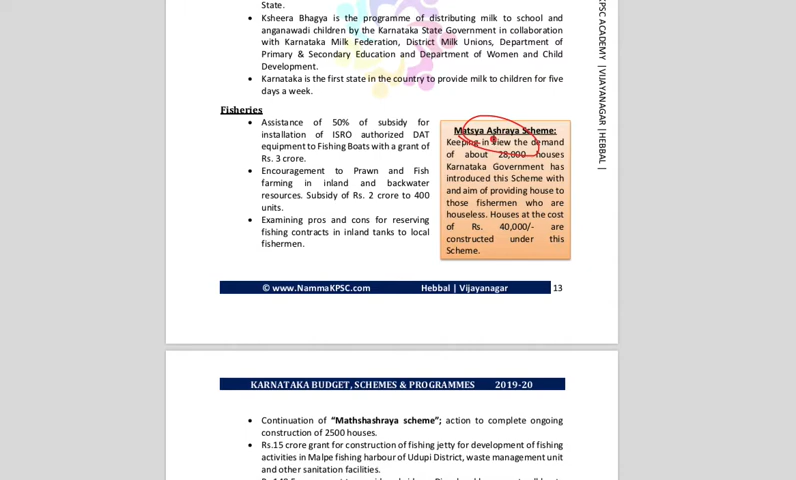 State.
• Ksheera Bhagya is the programme of distributing milk to school and
anganawadi children by the Karnataka State Government in collaboration
with Karnataka Milk Federation, District Milk Unions, Department of
Primary & Secondary Education and Department of Women and Child
Development.
• Karnataka is the first state in the country to provide milk to children for five
days a week.
Fisheries
• Assistance of 50% of subsidy for
installation of ISRO authorized DAT
equipment to Fishing Boats with a grant of
Rs. 3 crore.
• Encouragement to Prawn and Fish
farming in inland and backwater
resources. Subsidy of Rs. 2 crore to 400
units.
• Examining pros and cons for reserving
fishing contracts in inland tanks to local
fishermen.
Matsya Ashraya Scheme:
Keeping in view the demand
of about 28,000 houses
Karnataka Government has
introduced this Scheme with
and aim of providing house to
those fishermen who are
houseless. Houses at the cost
of Rs. 40,000/- are
constructed under this
Scheme.
KPSC ACADEMY | VIJAYANAGAR | HEBBAL |
© www.NammaKPSC.com Hebbal | Vijayanagar 13
KARNATAKA BUDGET, SCHEMES & PROGRAMMES 2019-20
• Continuation of “Mathshashraya scheme”; action to complete ongoing
construction of 2500 houses.
• Rs.15 crore grant for construction of fishing jetty for development of fishing
activities in Malpe fishing harbour of Udupi District, waste management unit
and other sanitation facilities.